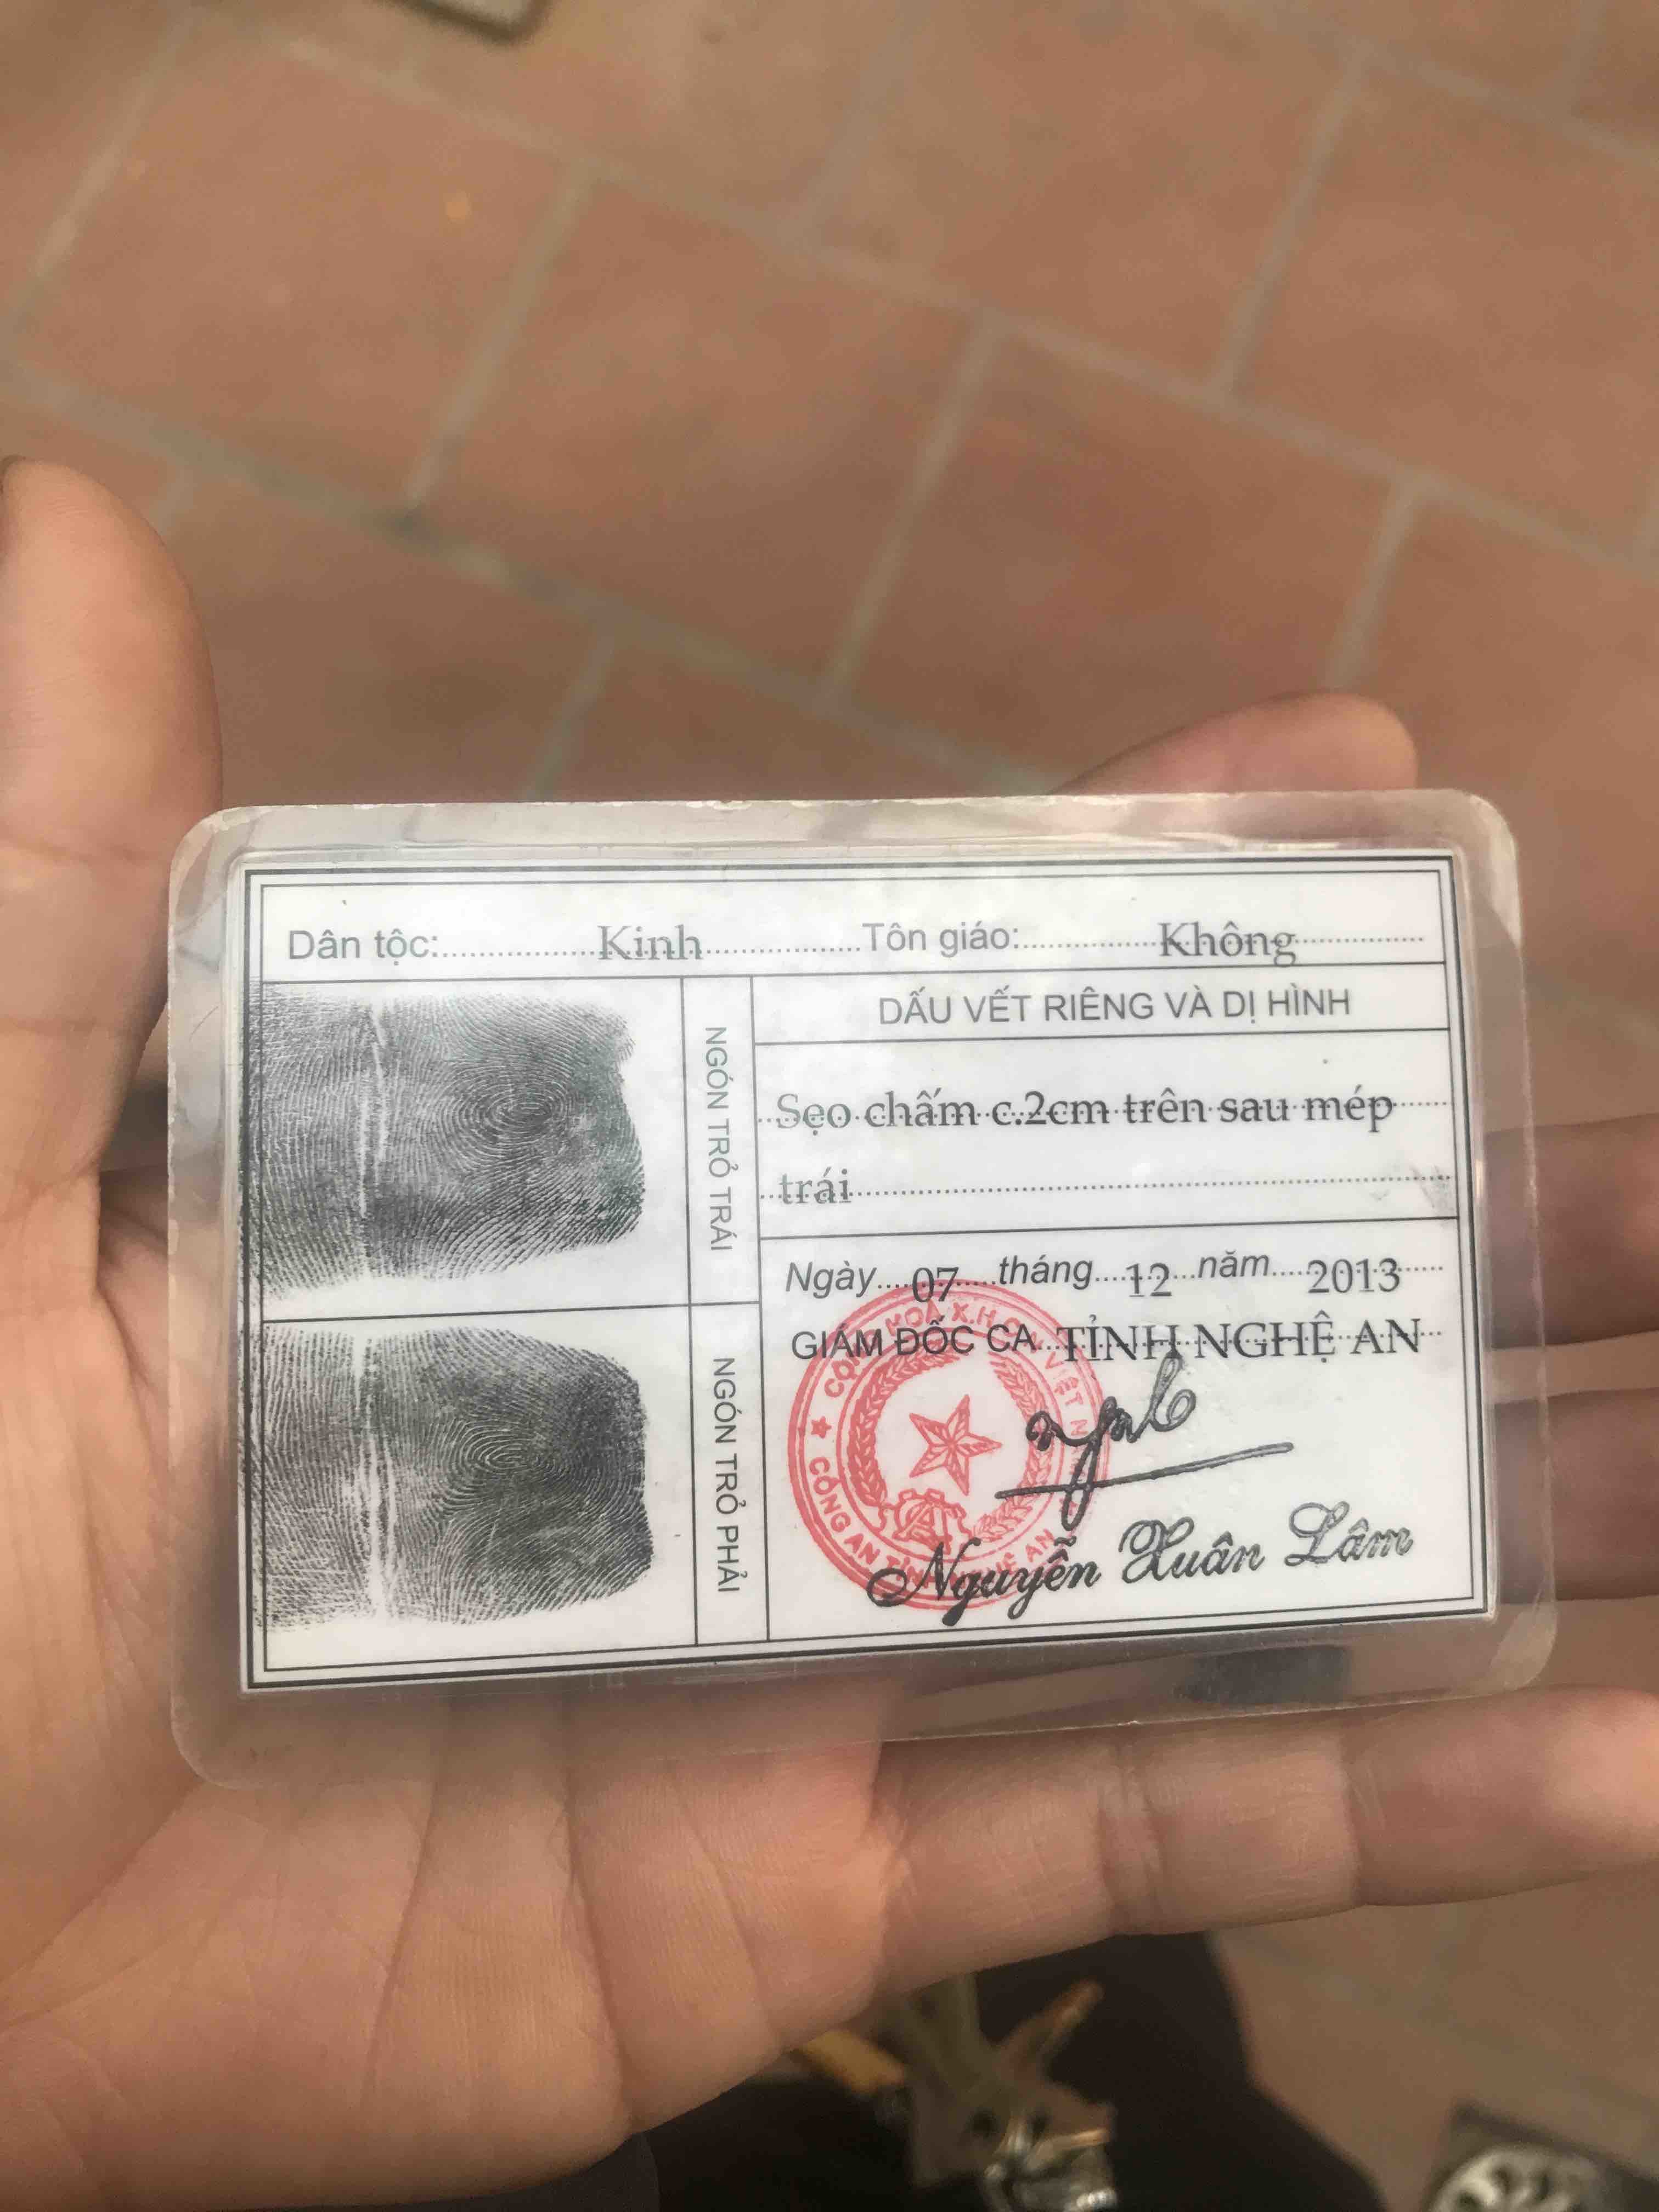 Dân tộc: Kinh Tôn giáo: Không
NGÓN TRỎ TRÁI
NGÓN TRỎ PHẢI
DẤU VẾT RIÊNG VÀ DỊ HÌNH
Sẹo chấm c.2cm trên sau mép
trái
Ngày 07 tháng 12 năm 2013
GIÁM ĐỐC CA TỈNH NGHỆ AN
Nguyễn Xuân Lâm